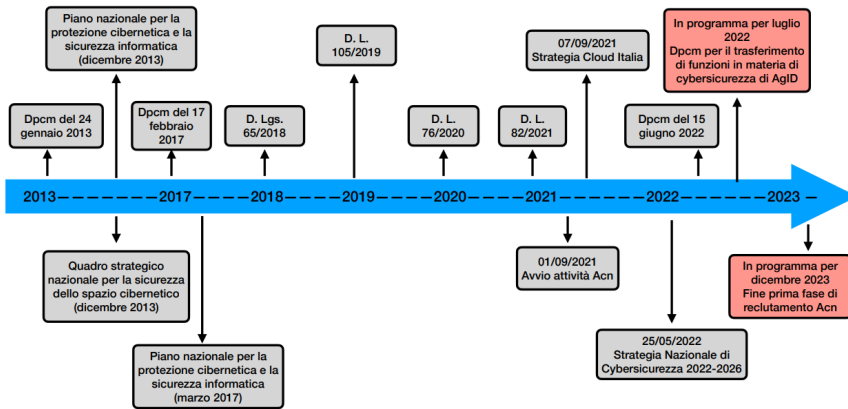 Piano nazionale per la
protezione cibernetica e la
sicurezza informatica
(dicembre 2013)
D. L.
105/2019
07/09/2021
Strategia Cloud Italia
In programma per luglio
2022
Dpcm per il trasferimento
di funzioni in materia di
cybersicurezza di AgID
Dpcm del 24
gennaio 2013
Dpcm del 17
febbraio
2017
D. Lgs.
65/2018
D. L.
76/2020
D. L.
82/2021
Dpcm del 15
giugno 2022
2013 2017 2018 2019 2020 2021 2022 2023
Quadro strategico
nazionale per la sicurezza
dello spazio cibernetico
(dicembre 2013)
01/09/2021
Avvio attività Acn
In programma per
dicembre 2023
Fine prima fase di
reclutamento Acn
Piano nazionale per la
protezione cibernetica e la
sicurezza informatica
(marzo 2017)
25/05/2022
Strategia Nazionale di
Cybersicurezza 2022-2026